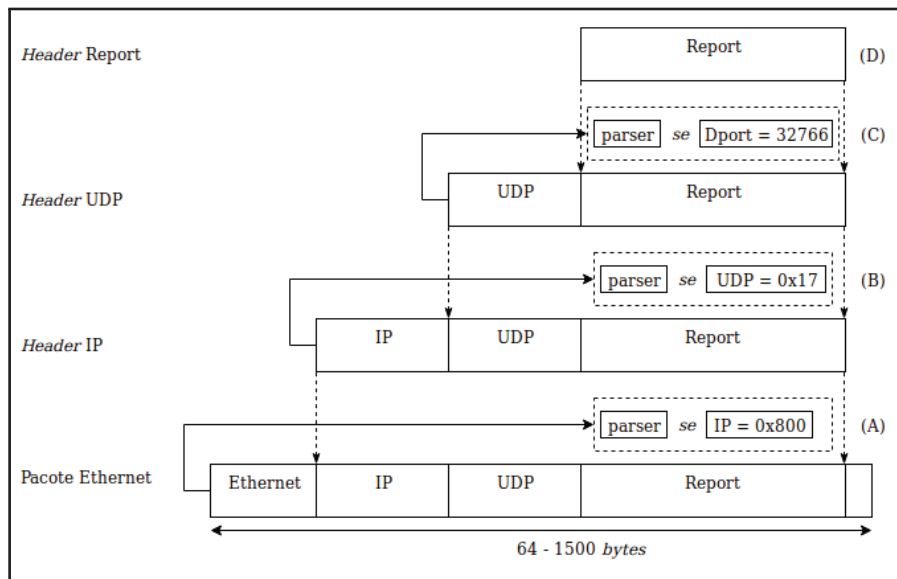 Header Report
Report
(D)
parser se Dport = 32766
(C)
Header UDP
UDP Report
parser se UDP = 0x17
(B)
Header IP
IP UDP Report
parser se IP = 0x800
(A)
Pacote Ethernet
Ethernet IP UDP Report
64 - 1500 bytes